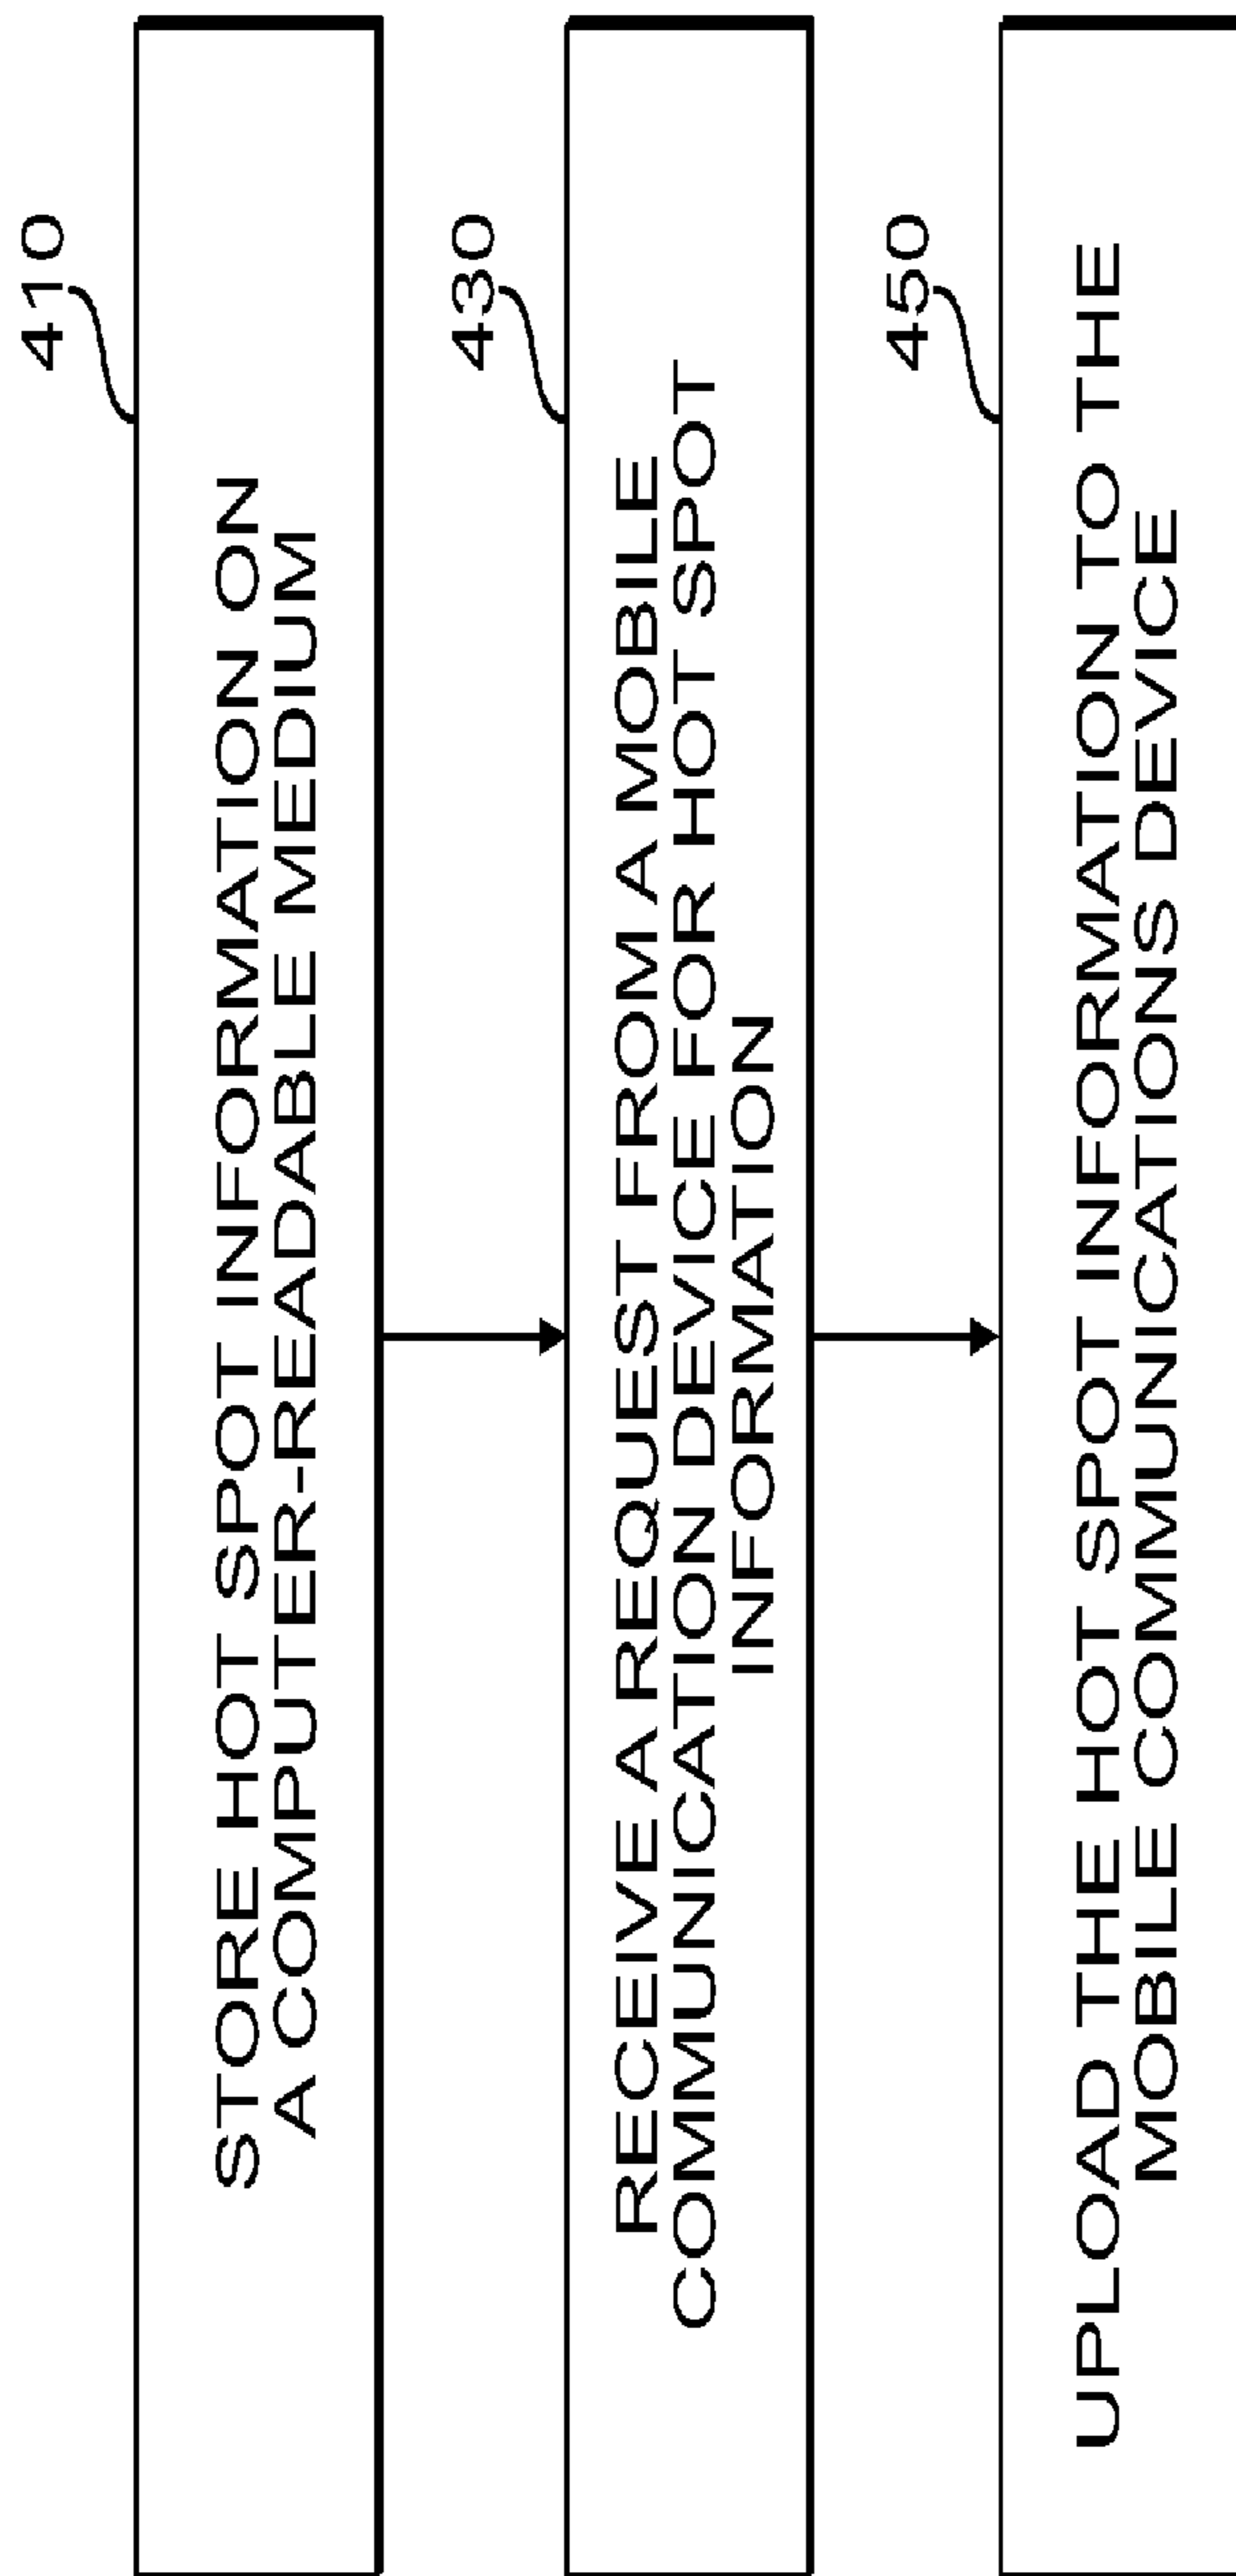 410
STORE HOT SPOT INFORMATION ON
A COMPUTER-READABLE MEDIUM
430
RECEIVE A REQUEST FROM A MOBILE
COMMUNICATION DEVICE FOR HOT SPOT
INFORMATION
450
UPLOAD THE HOT SPOT INFORMATION TO THE
MOBILE COMMUNICATIONS DEVICE